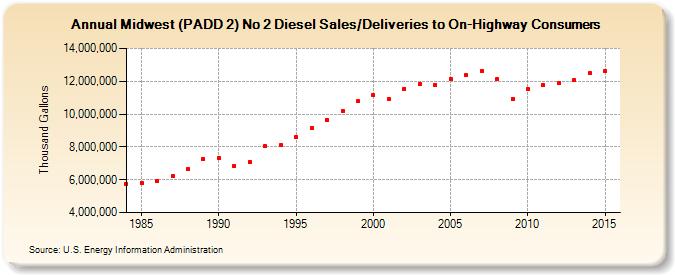 Annual Midwest (PADD 2) No 2 Diesel Sales/Deliveries to On-Highway Consumers
Thousand Gallons
14,000,000
12,000,000
10,000,000
8,000,000
6,000,000
4,000,000
1985 1990 1995 2000 2005 2010 2015
Source: U.S. Energy Information Administration